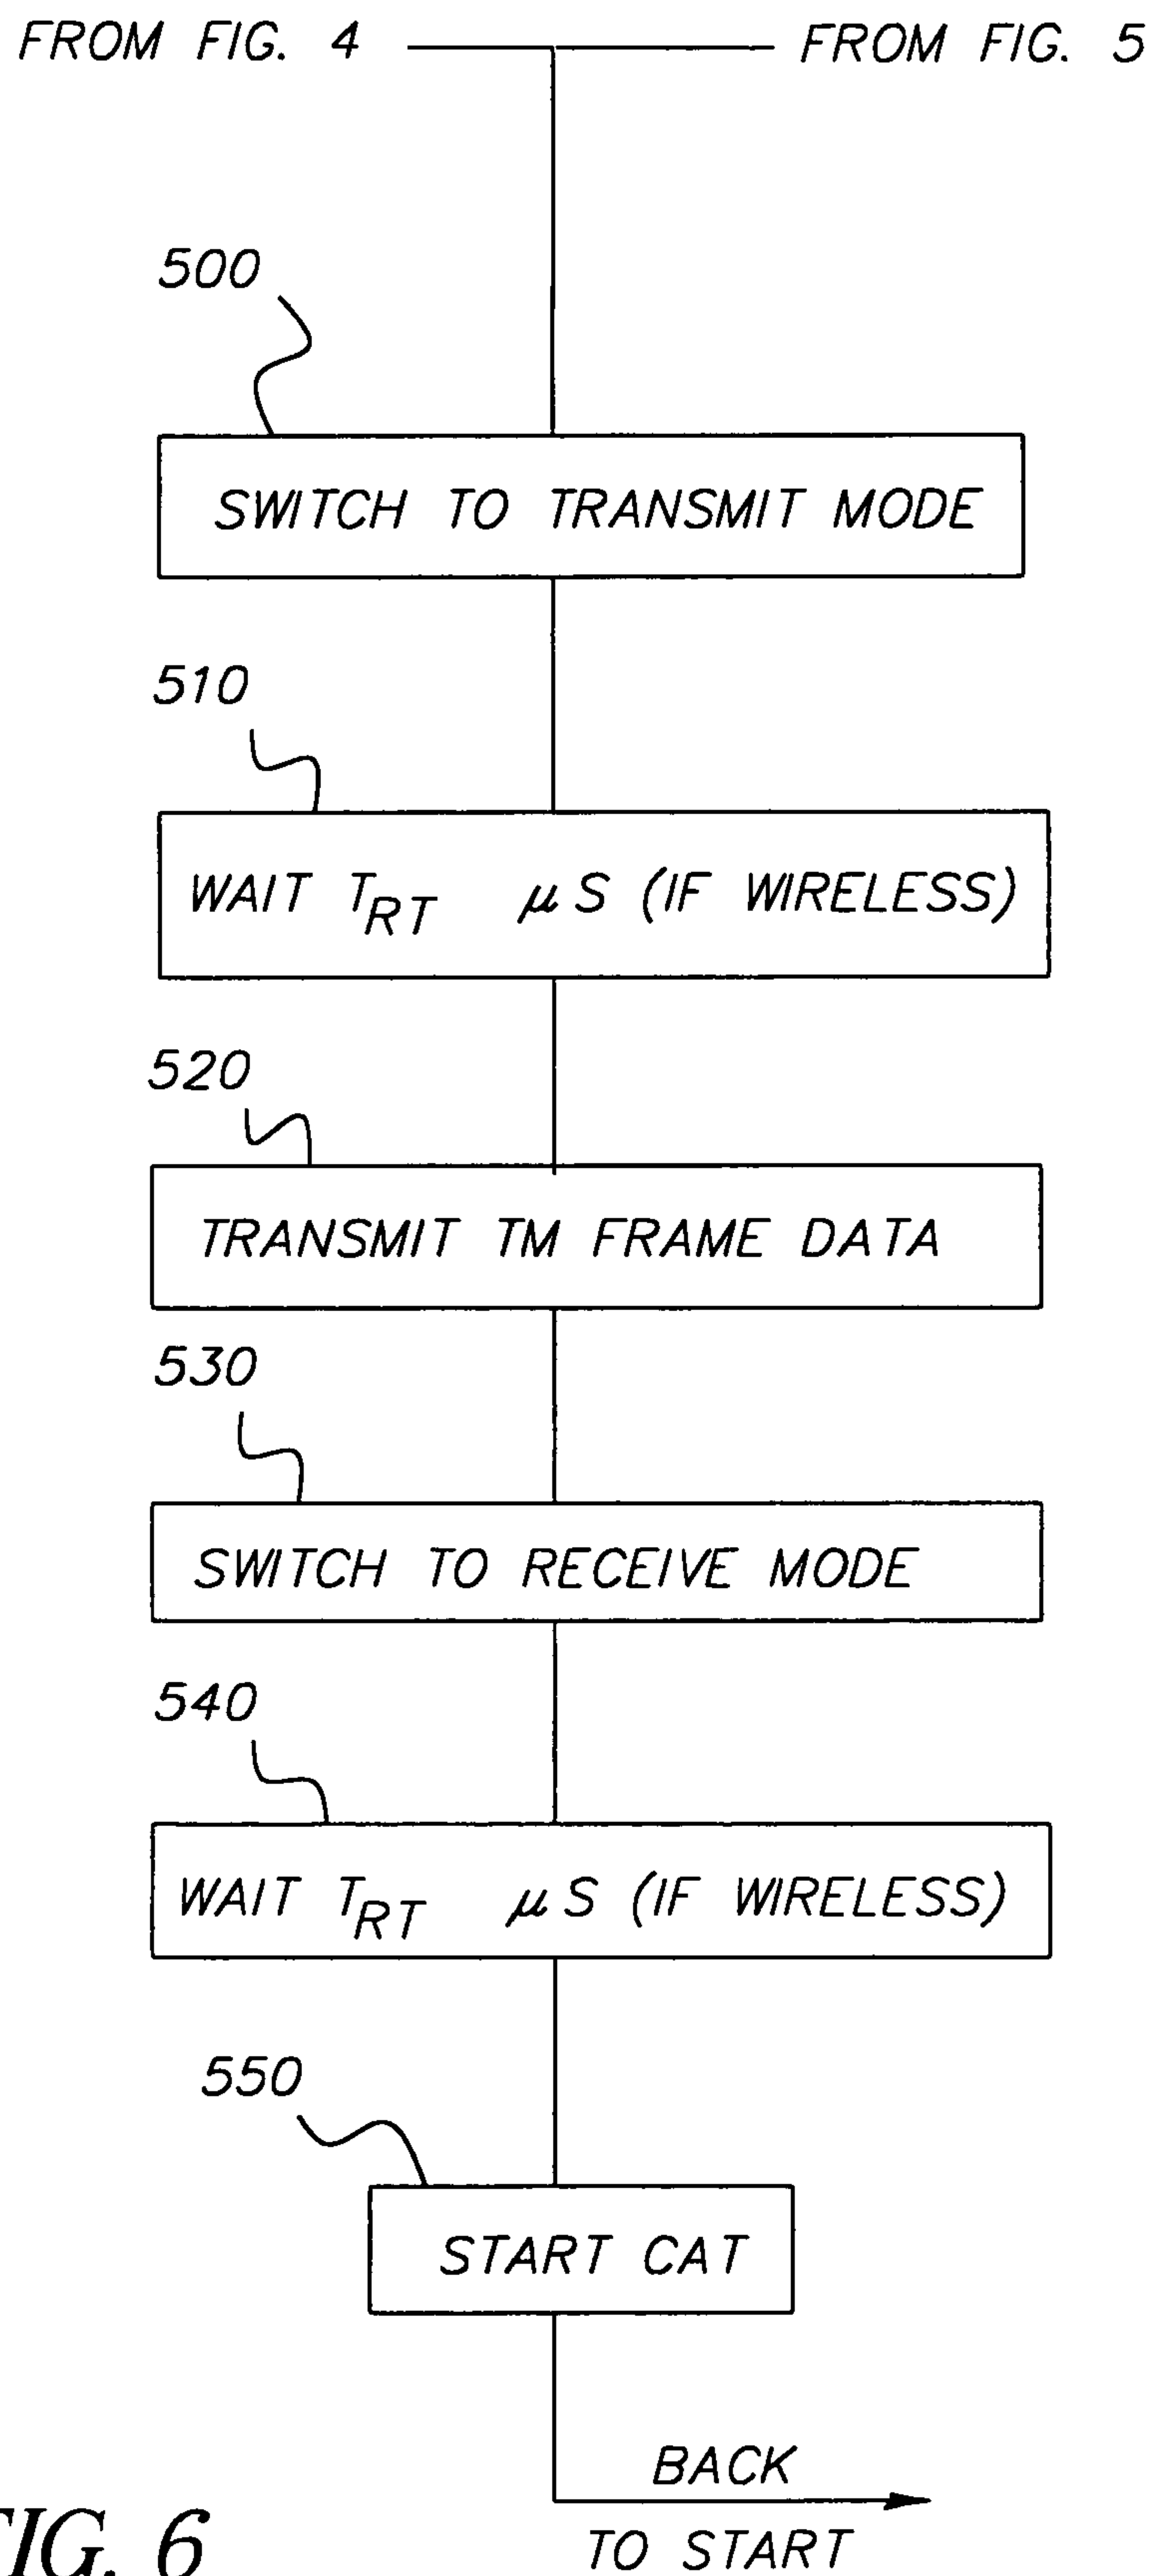 FROM FIG. 4
FROM FIG. 5
500
SWITCH TO TRANSMIT MODE
510
WAIT TRT μS (IF WIRELESS)
520
TRANSMIT TM FRAME DATA
530
SWITCH TO RECEIVE MODE
540
WAIT TRT μS (IF WIRELESS)
550
START CAT
BACK
TO START
FIG. 6